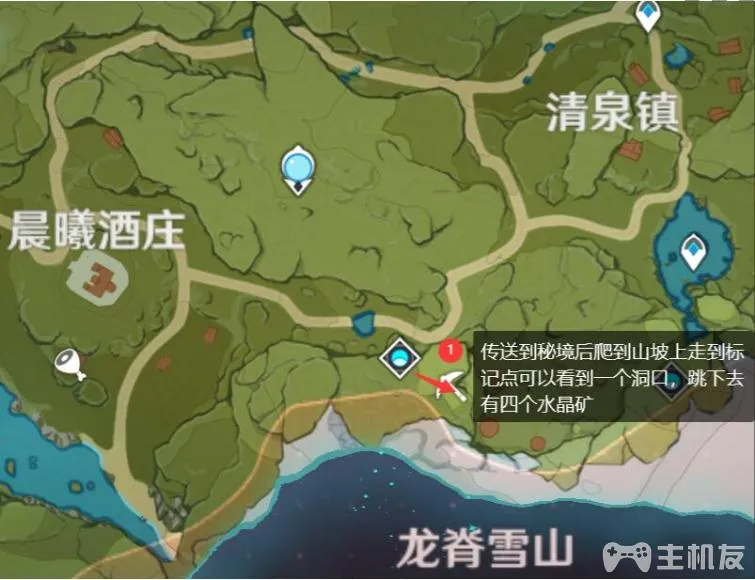 清泉镇
晨曦酒庄
1
传送到秘境后爬到山坡上走到标
记点可以看到一个洞口，跳下去
有四个水晶矿
龙脊雪山
主机友